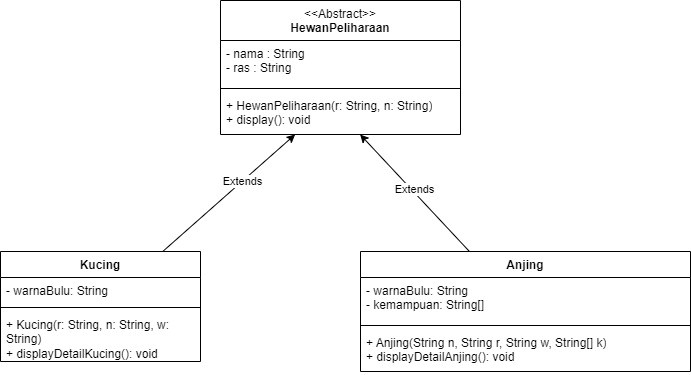 <<Abstract>>
HewanPeliharaan
- nama : String
- ras : String
+ HewanPeliharaan(r: String, n: String)
+ display(): void
Extends
Extends
Kucing
- warnaBulu: String
+ Kucing(r: String, n: String, w:
String)
+ displayDetailKucing(): void
Anjing
- warnaBulu: String
- kemampuan: String[]
+ Anjing(String n, String r, String w, String[] k)
+ displayDetailAnjing(): void